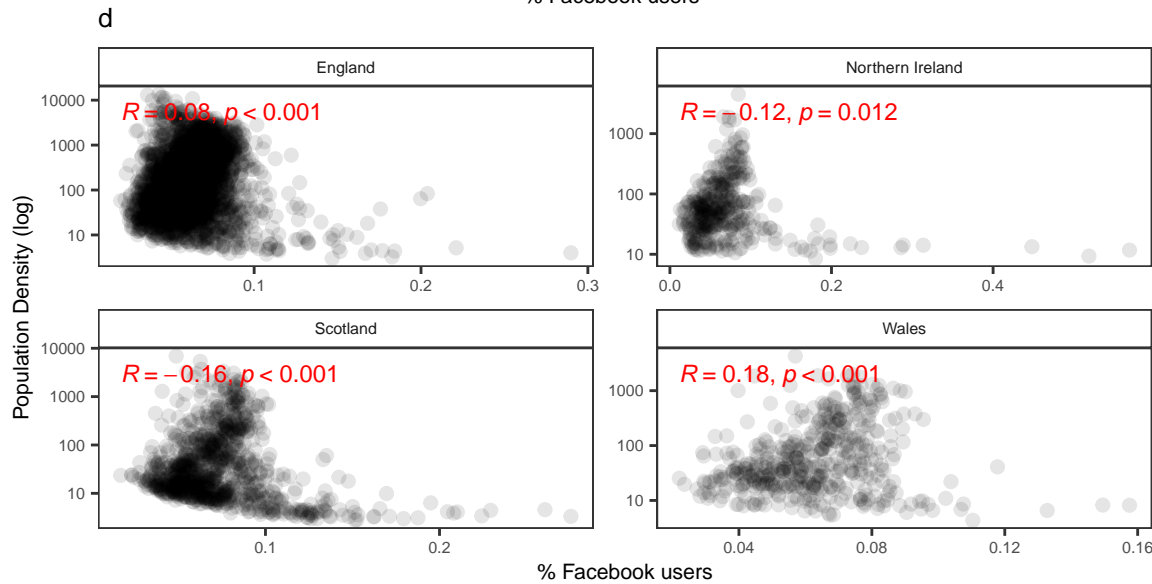 % Facebook users
d
England
Northern Ireland
R = 0.08, p < 0.001
R = −0.12, p = 0.012
10000
1000
100
10
1000
100
10
0.1
0.2
0.3
0.0
0.2
0.4
Population Density (log)
Scotland
Wales
R = −0.16, p < 0.001
R = 0.18, p < 0.001
10000
1000
100
10
1000
100
10
0.1
0.2
0.04
0.08
0.12
0.16
% Facebook users